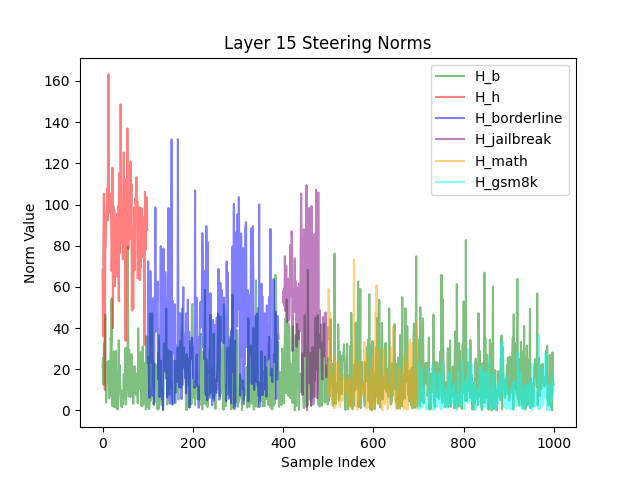 Layer 15 Steering Norms
Norm Value
160
140
120
100
80
60
40
20
0
H_b
H_h
H_borderline
H_jailbreak
H_math
H_gsm8k
0
200
400
600
800
1000
Sample Index